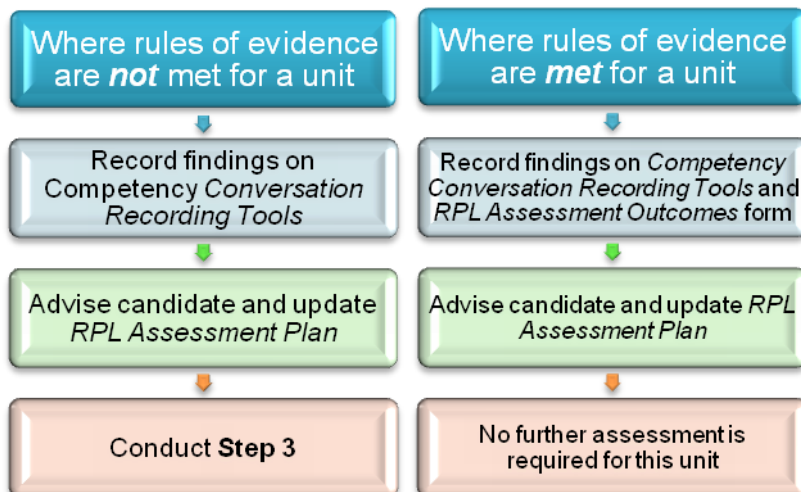 Where rules of evidence
are not met for a unit
Record findings on
Competency Conversation
Recording Tools
Advise candidate and update
RPL Assessment Plan
Conduct Step 3
Where rules of evidence
are met for a unit
Record findings on Competency
Conversation Recording Tools and
RPL Assessment Outcomes form
Advise candidate and update RPL
Assessment Plan
No further assessment is
required for this unit